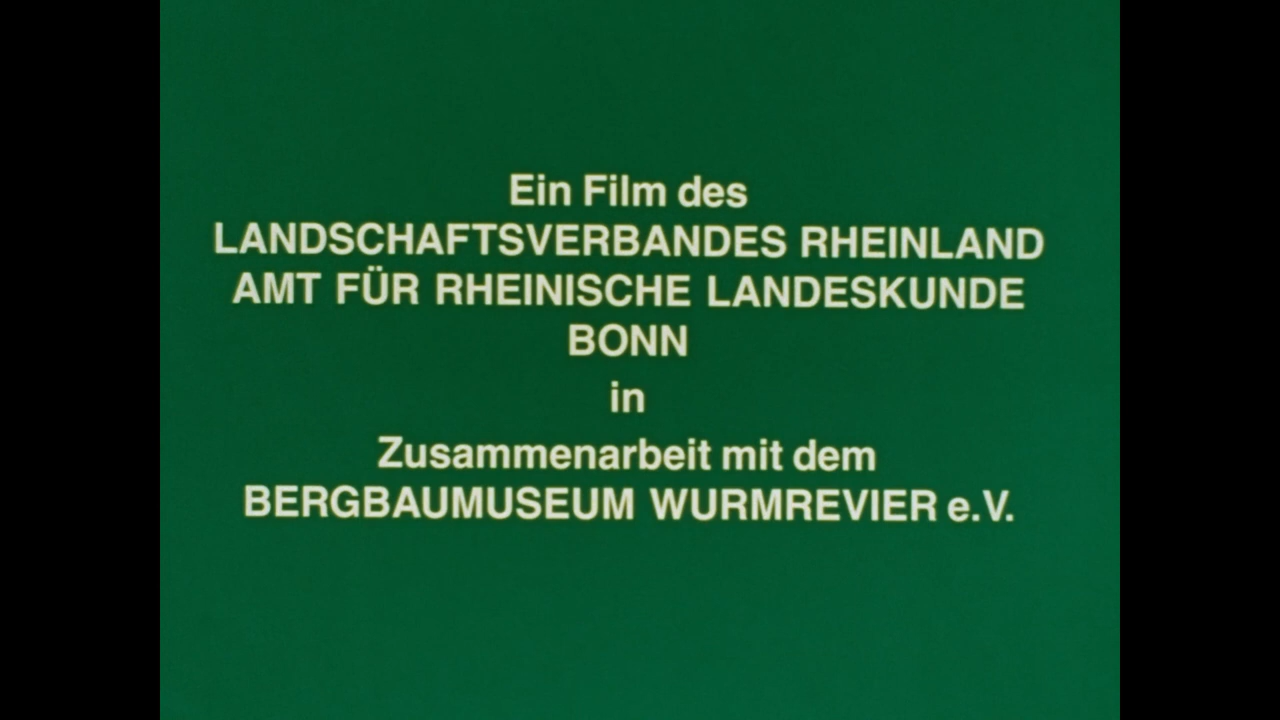 Ein Film des
LANDSCHAFTSVERBANDES RHEINLAND
AMT FÜR RHEINISCHE LANDESKUNDE
BONN
in
Zusammenarbeit mit dem
BERGBAUMUSEUM WURMREVIER e.V.